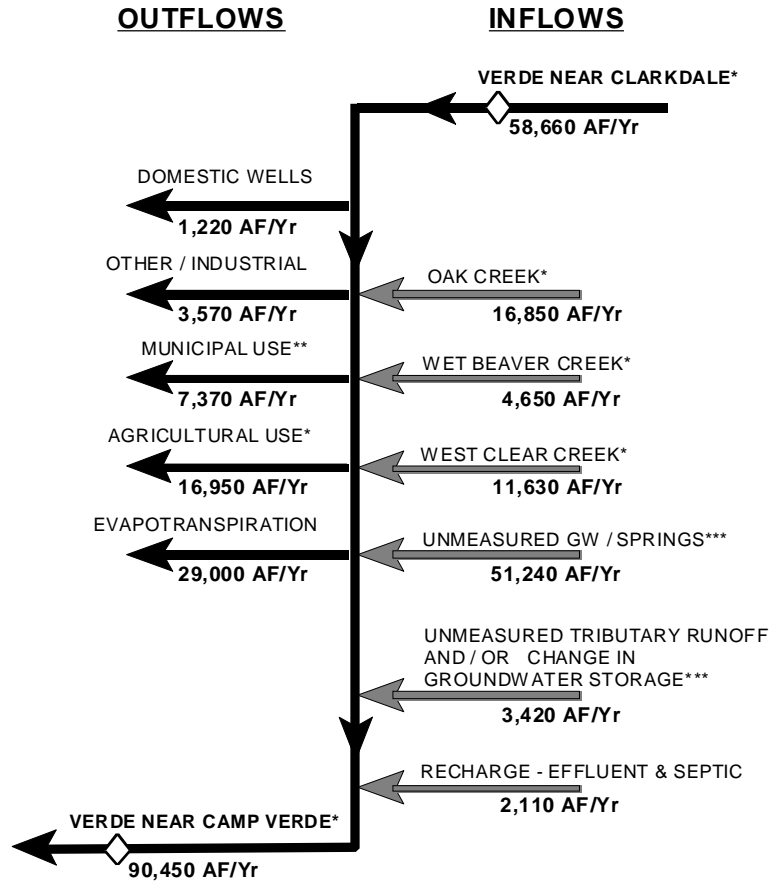 OUTFLOWS
INFLOWS
VERDE NEAR CLARKDALE*
58,660 AF/Yr
DOMESTIC WELLS
1,220 AF/Yr
OTHER / INDUSTRIAL
3,570 AF/Yr
OAK CREEK*
16,850 AF/Yr
MUNICIPAL USE**
7,370 AF/Yr
WET BEAVER CREEK*
4,650 AF/Yr
AGRICULTURAL USE*
16,950 AF/Yr
WEST CLEAR CREEK*
11,630 AF/Yr
EVAPOTRANSPIRATION
29,000 AF/Yr
UNMEASURED GW / SPRINGS***
51,240 AF/Yr
UNMEASURED TRIBUTARY RUNOFF
AND / OR CHANGE IN
GROUNDWATER STORAGE***
3,420 AF/Yr
RECHARGE - EFFLUENT & SEPTIC
2,110 AF/Yr
VERDE NEAR CAMP VERDE*
90,450 AF/Yr